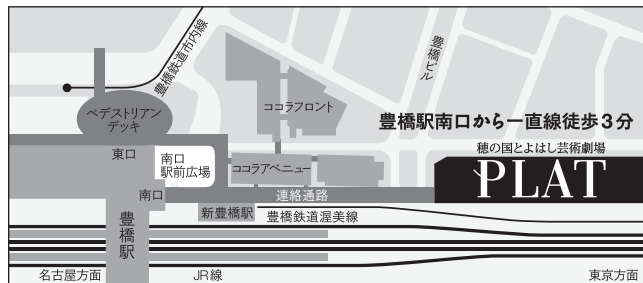 豊橋鉄道市内線
豊橋ビル
ペデストリアン
デッキ
ココラフロント
豊橋駅南口から一直線徒歩3分
穂の国とよはし芸術劇場
PLAT
東口
南口
駅前広場
ココラアベニュー
南口
連絡通路
新豊橋駅
豊橋鉄道渥美線
豊橋駅
名古屋方面
JR線
東京方面